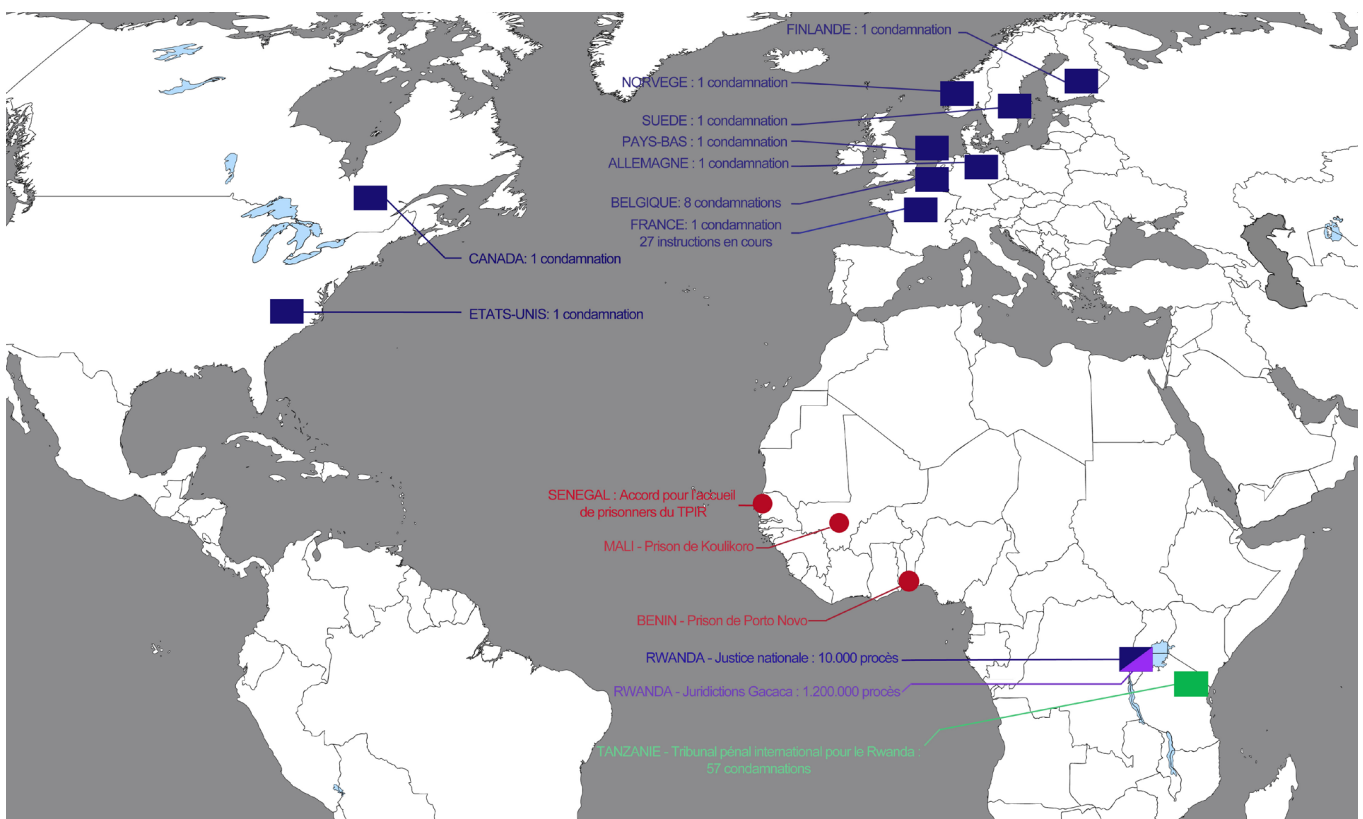 FINLANDE : 1 condamnation
NORVEGE : 1 condamnation
SUEDE : 1 condamnation
PAYS-BAS : 1 condamnation
ALLEMAGNE : 1 condamnation
BELGIQUE: 8 condamnations
FRANCE: 1 condamnation
27 instructions en cours
CANADA: 1 condamnation
ETATS-UNIS: 1 condamnation
SENEGAL : Accord pour l'accueil
de prisonners du TPIR
MALI - Prison de Koulikoro
BENIN - Prison de Porto Novo
RWANDA - Justice nationale : 10.000 procès
RWANDA - Juridictions Gacaca : 1.200.000 procès
TANZANIE - Tribunal pénal international pour le Rwanda :
57 condamnations